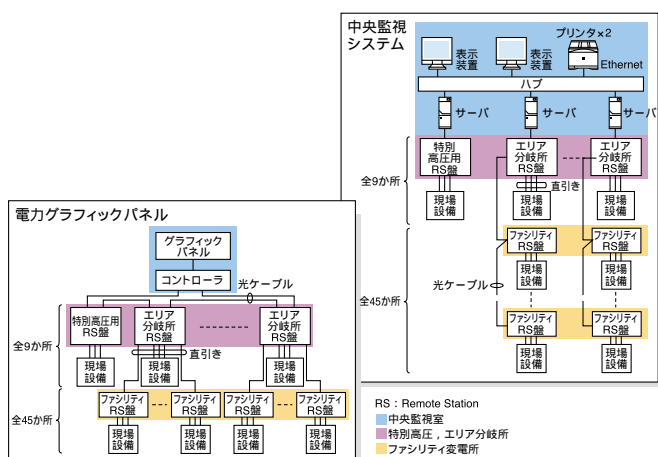 中央監視
システム
表示
装置
表示
装置
プリンタ×2
Ethernet
ハブ
サーバ
サーバ
サーバ
特別
高圧用
RS盤
エリア
分岐所
RS盤
エリア
分岐所
RS盤
全9か所
直引き
現場
設備
現場
設備
現場
設備
ファシリティ
RS盤
ファシリティ
RS盤
現場
設備
現場
設備
光ケーブル
全45か所
ファシリティ
RS盤
ファシリティ
RS盤
現場
設備
現場
設備
電力グラフィックパネル
グラフィック
パネル
コントローラ
光ケーブル
特別高圧用
RS盤
エリア
分岐所
RS盤
エリア
分岐所
RS盤
全9か所
直引き
現場
設備
現場
設備
現場
設備
ファシリティ
RS盤
ファシリティ
RS盤
ファシリティ
RS盤
ファシリティ
RS盤
全45か所
現場
設備
現場
設備
現場
設備
現場
設備
RS：Remote Station
中央監視室
特別高圧，エリア分岐所
ファシリティ変電所